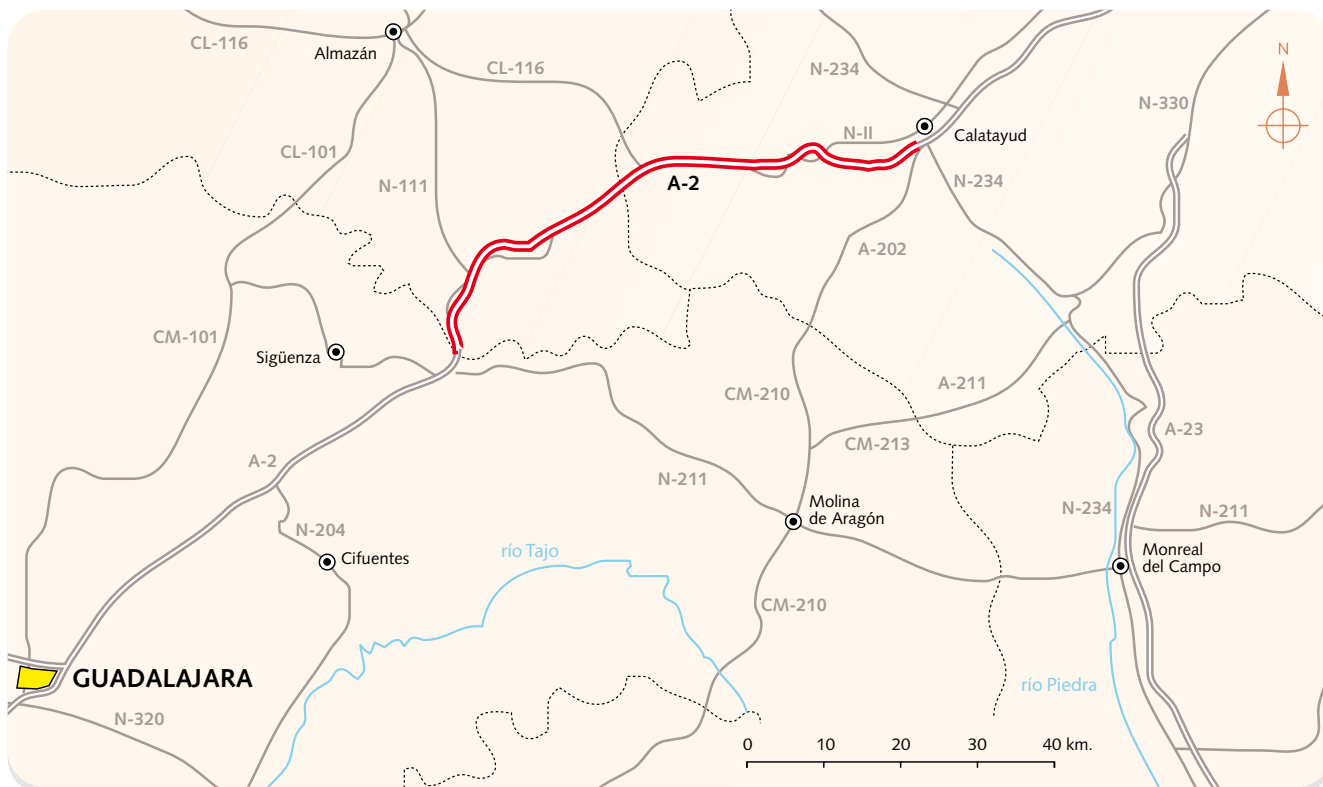 CL-116
Almazán
CL-116
N-234
N
N-330
N-II
Calatayud
CL-101
N-111
A-2
N-234
A-202
CM-101
Sigüenza
CM-210
A-211
A-23
CM-213
A-2
N-211
Molina
de Aragón
N-234
N-211
N-204
Cifuentes
río Tajo
Monreal
del Campo
CM-210
GUADALAJARA
río Piedra
N-320
0 10 20 30 40 km.